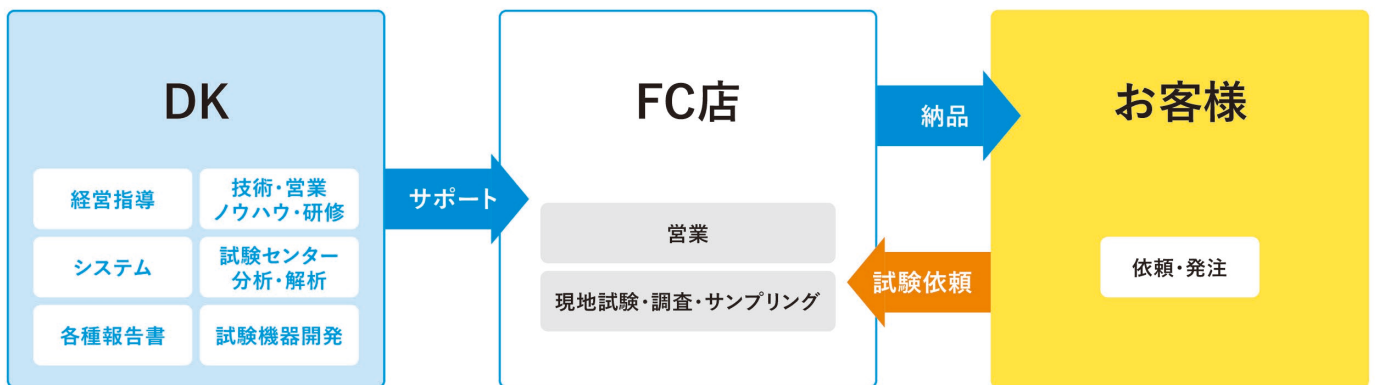 DK
経営指導
技術・営業
ノウハウ・研修
システム
試験センター
分析・解析
各種報告書
試験機器開発
サポート
FC店
営業
現地試験・調査・サンプリング
納品
試験依頼
お客様
依頼・発注